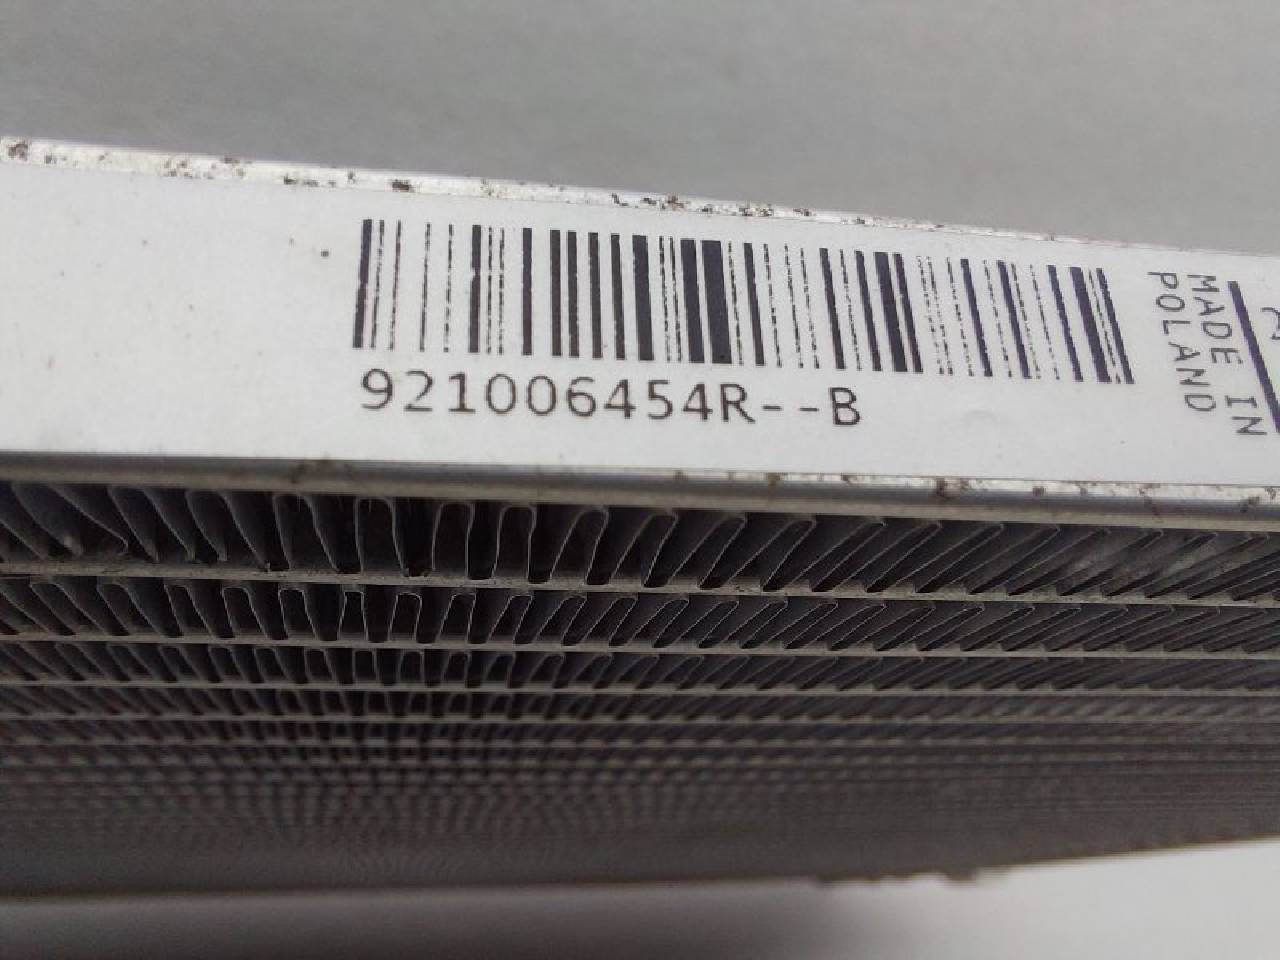 921006454R--B
MADE IN
POLAND